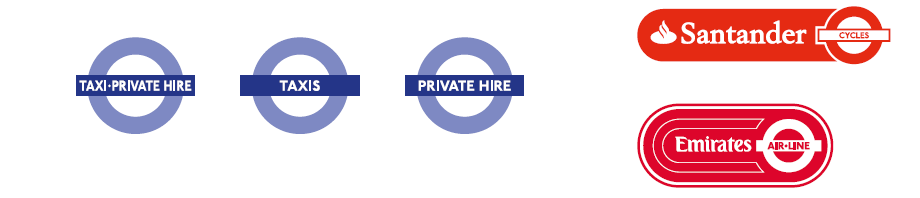 TAXI·PRIVATE HIRE
TAXIS
PRIVATE HIRE
Santander
CYCLES
Emirates
AIR·LINE